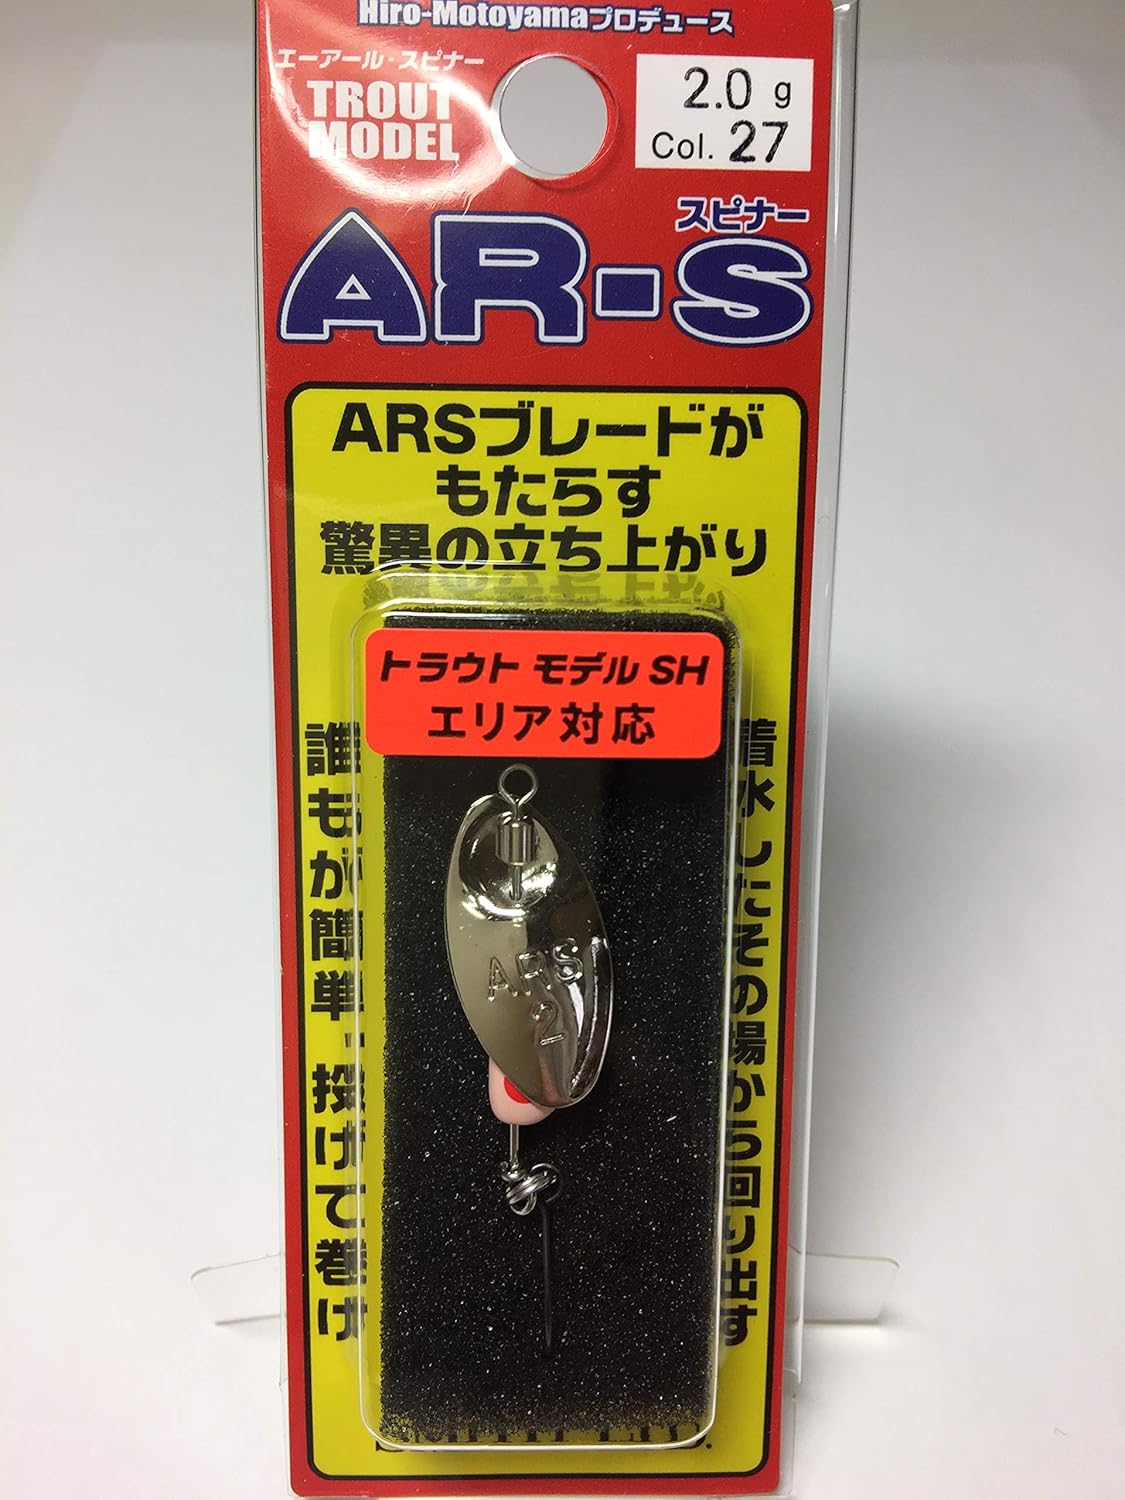 Hiro-Motoyamaプロデュース
エーアール・スピナー
TROUT
MODEL
2.0 g
Col. 27
スピナー
AR-S
ARSブレードが
もたらす
驚異の立ち上がり
トラウト モデル SH
エリア対応
着水したその場から回り出す
誰もが簡単・投げて巻け
ARS
2
SMITH LTD.